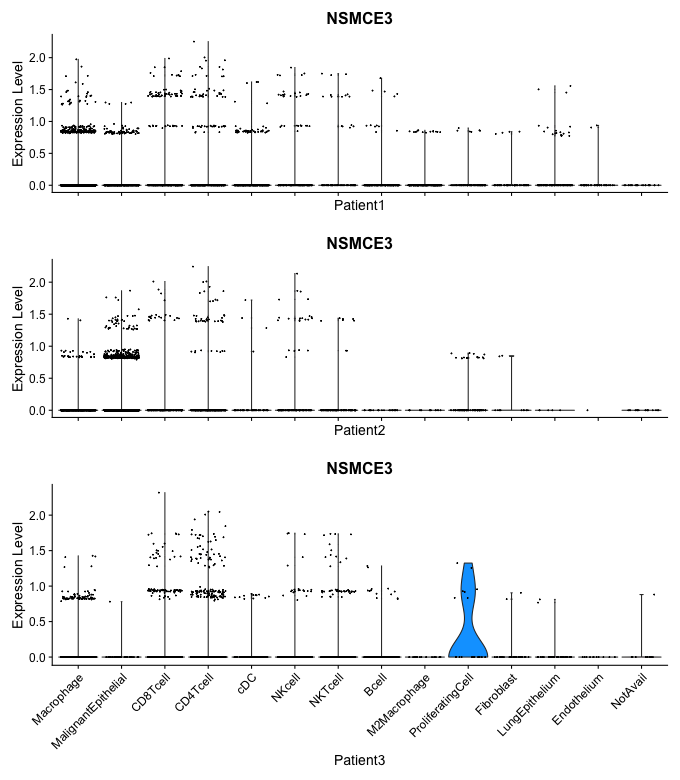 NSMCE3
Expression Level
2.0
1.5
1.0
0.5
0.0
Patient1
NSMCE3
Expression Level
2.0
1.5
1.0
0.5
0.0
Patient2
NSMCE3
Expression Level
2.0
1.5
1.0
0.5
0.0
Macrophage
MalignantEpithelial
CD8Tcell
CD4Tcell
cDC
NKcell
NKTcell
Bcell
M2Macrophage
ProliferatingCell
Fibroblast
LungEpithelium
Endothelium
NotAvail
Patient3